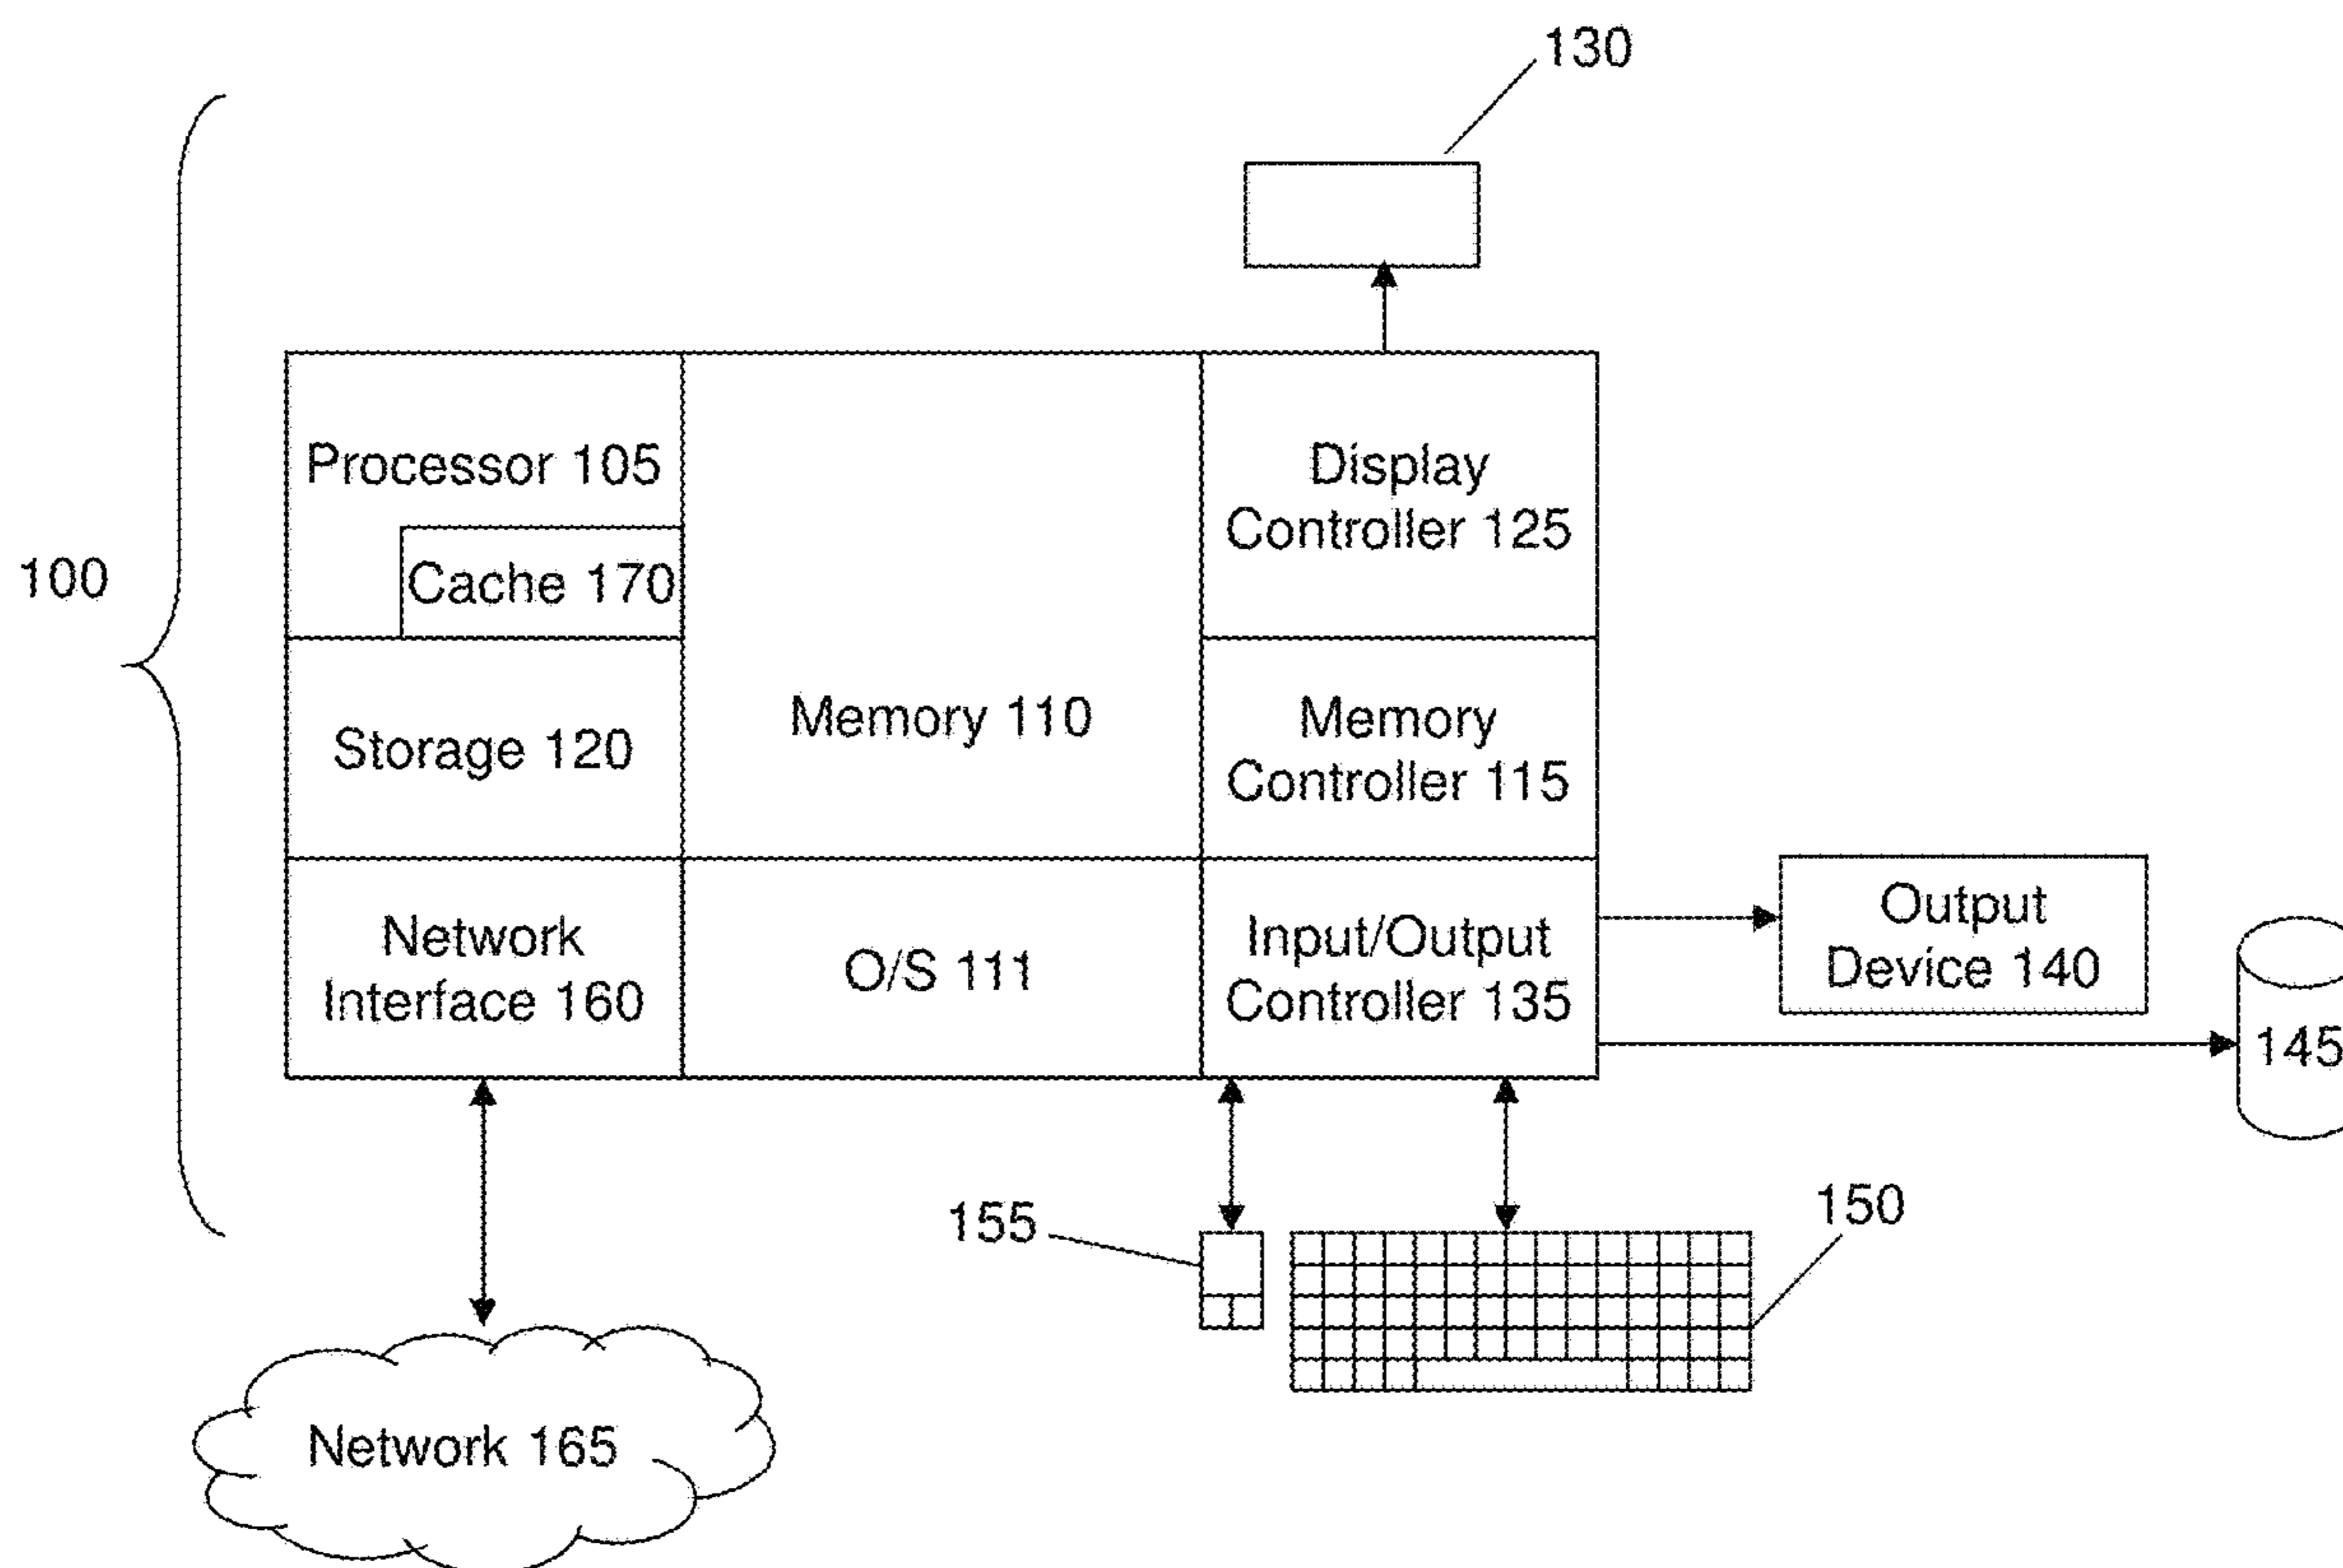 130
Processor 105
Display
Controller 125
100
Cache 170
Storage 120
Memory 110
Memory
Controller 115
Network
Interface 160
O/S 111
Input/Output
Controller 135
Output
Device 140
145
155
150
Network 165